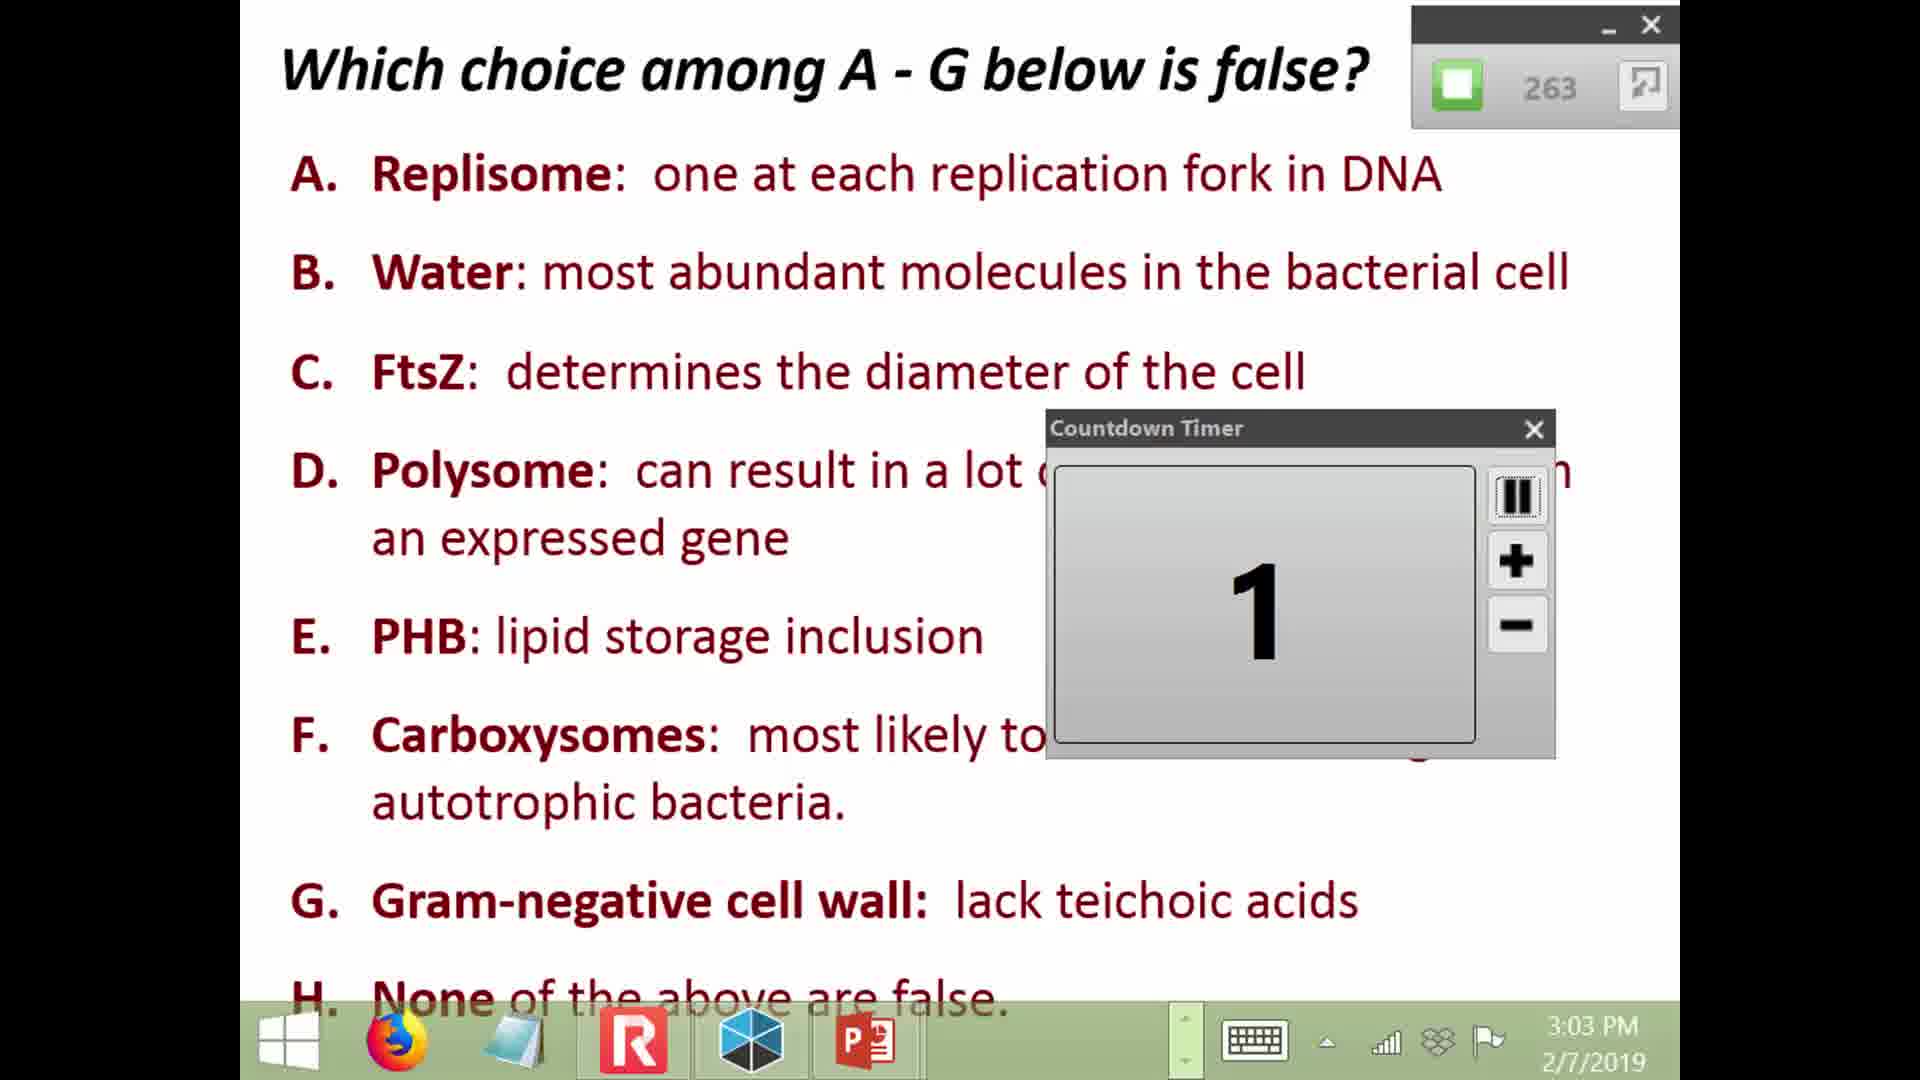 Which choice among A - G below is false?
263
A. Replisome: one at each replication fork in DNA
B. Water: most abundant molecules in the bacterial cell
C. FtsZ: determines the diameter of the cell
Countdown Timer
D. Polysome: can result in a lot
an expressed gene
1
E. PHB: lipid storage inclusion
F. Carboxysomes: most likely to
autotrophic bacteria.
G. Gram-negative cell wall: lack teichoic acids
H. None of the above are false.
3:03 PM
2/7/2019